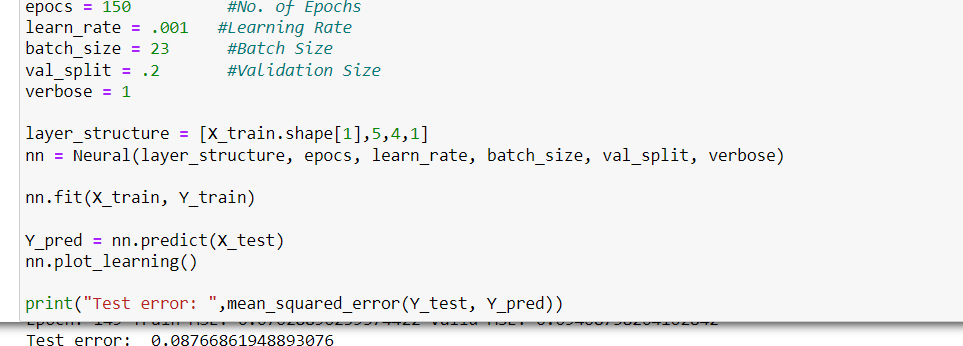 epocs = 150 #No. of Epochs
learn_rate = .001 #Learning Rate
batch_size = 23 #Batch Size
val_split = .2 #Validation Size
verbose = 1
layer_structure = [X_train.shape[1],5,4,1]
nn = Neural(layer_structure, epocs, learn_rate, batch_size, val_split, verbose)
nn.fit(X_train, Y_train)
Y_pred = nn.predict(X_test)
nn.plot_learning()
print("Test error: ",mean_squared_error(Y_test, Y_pred))
Test error: 0.08766861948893076